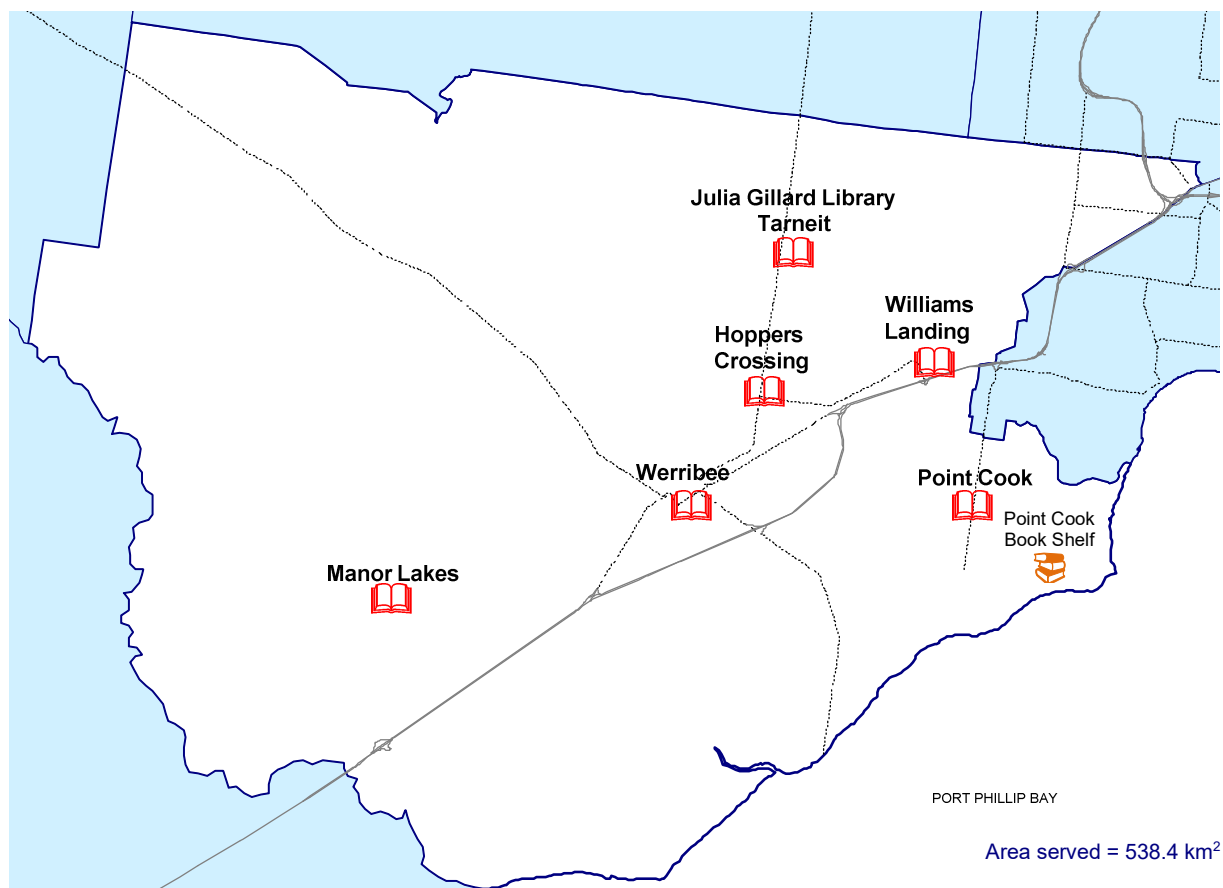 Julia Gillard Library
Tarneit
Williams
Landing
Hoppers
Crossing
Werribee
Point Cook
Point Cook
Book Shelf
Manor Lakes
PORT PHILLIP BAY
Area served = 538.4 km²